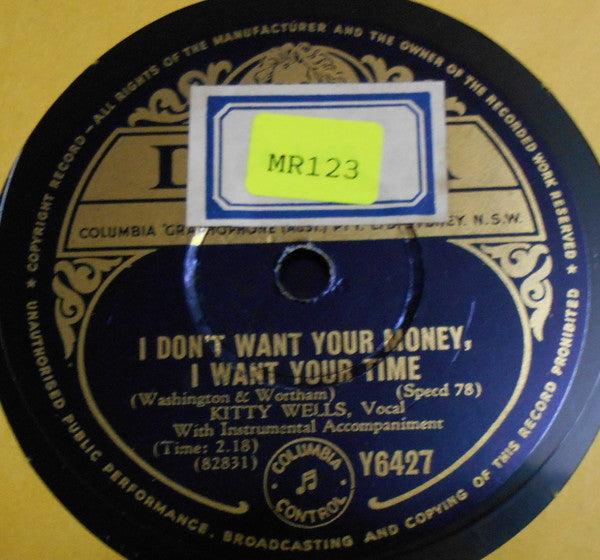 * COPYRIGHT RECORD — ALL RIGHTS OF THE MANUFACTURER AND THE OWNER OF THE RECORDED WORK RESERVED *
MR123
COLUMBIA GRAPHOPHONE (AUST.) PTY. LTD. SYDNEY. N.S.W.
I DON'T WANT YOUR MONEY,
I WANT YOUR TIME
(Washington & Wortham) (Specd 78)
KITTY WELLS, Vocal
With Instrumental Accompaniment
(Time: 2.18)
(82831)
COLUMBIA
CONTROL
Y6427
UNAUTHORISED PUBLIC PERFORMANCE, BROADCASTING AND COPYING OF THIS RECORD PROHIBITED